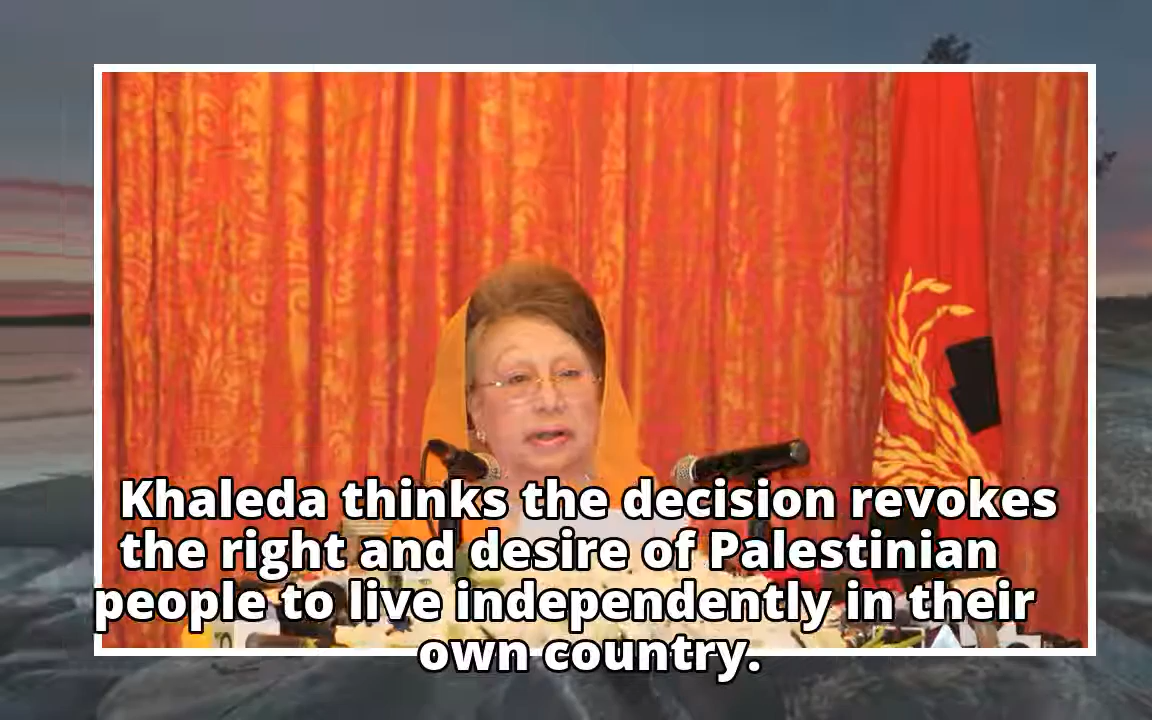 Khaleda thinks the decision revokes
the right and desire of Palestinian
people to live independently in their
own country.